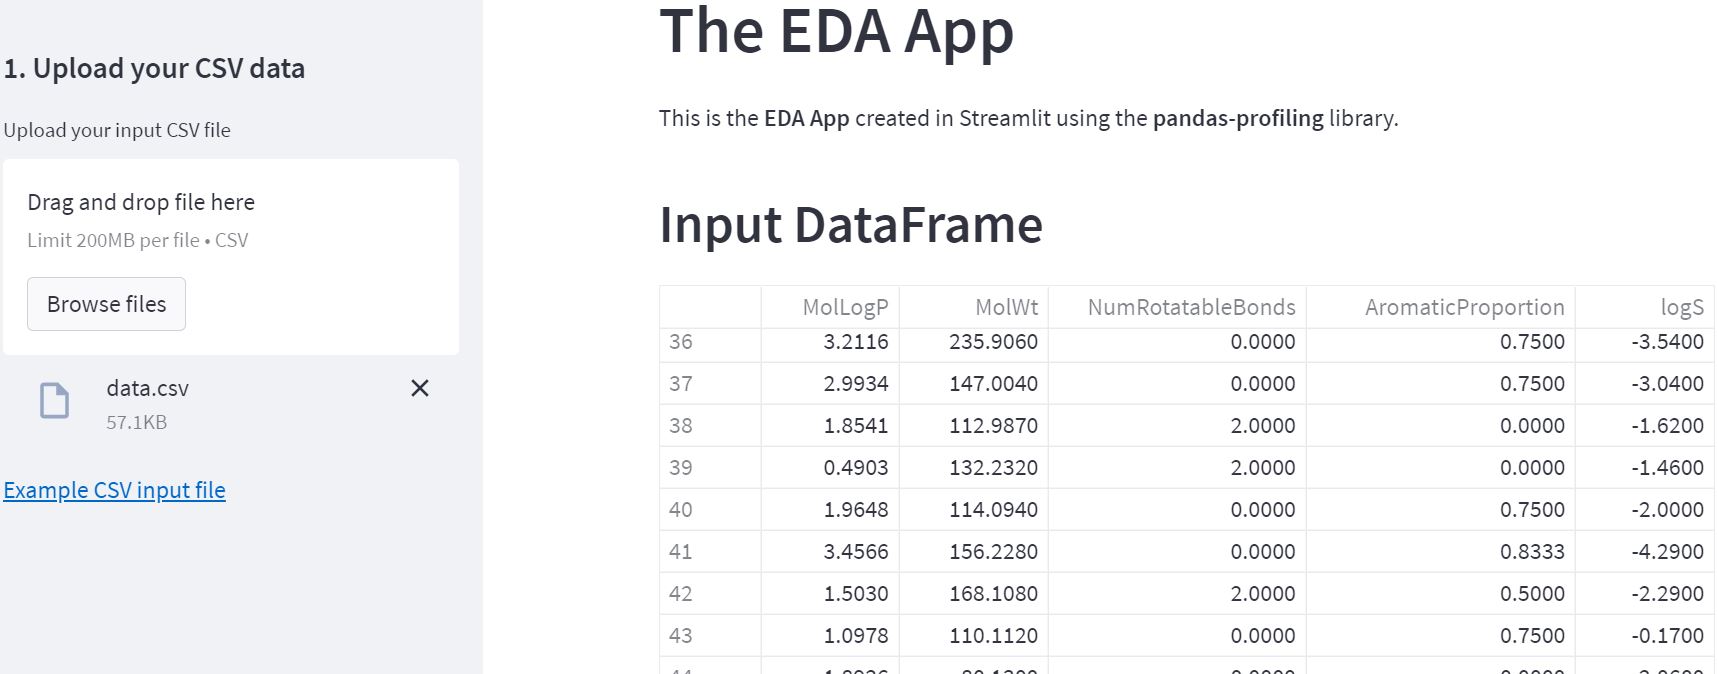 1. Upload your CSV data
Upload your input CSV file
Drag and drop file here
Limit 200MB per file • CSV
Browse files
data.csv
57.1KB
Example CSV input file
The EDA App
This is the EDA App created in Streamlit using the pandas-profiling library.
Input DataFrame
MolLogP MolWt NumRotatableBonds AromaticProportion logS
36 3.2116 235.9060 0.0000 0.7500 -3.5400
37 2.9934 147.0040 0.0000 0.7500 -3.0400
38 1.8541 112.9870 2.0000 0.0000 -1.6200
39 0.4903 132.2320 2.0000 0.0000 -1.4600
40 1.9648 114.0940 0.0000 0.7500 -2.0000
41 3.4566 156.2280 0.0000 0.8333 -4.2900
42 1.5030 168.1080 2.0000 0.5000 -2.2900
43 1.0978 110.1120 0.0000 0.7500 -0.1700